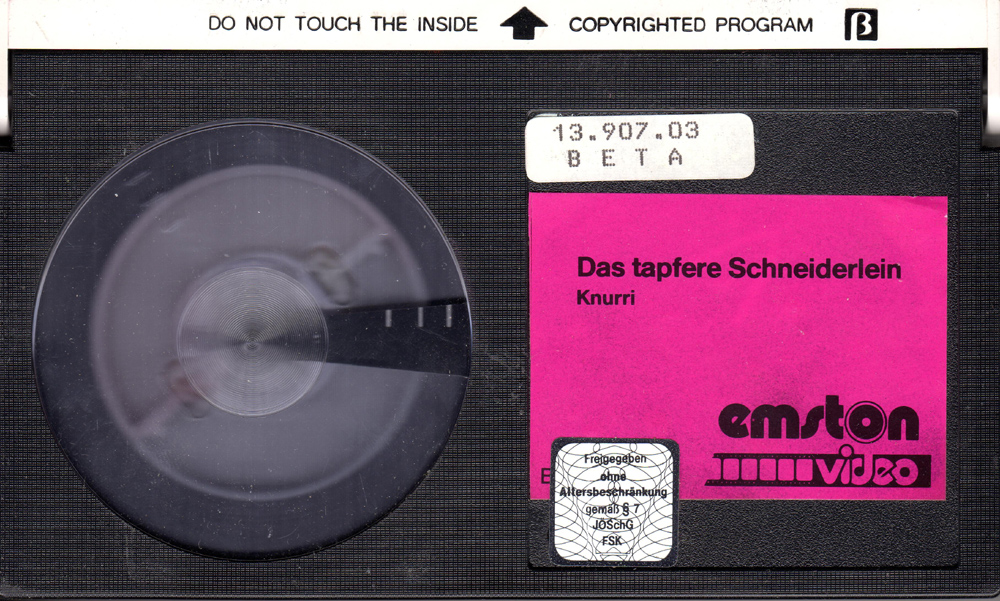 DO NOT TOUCH THE INSIDE COPYRIGHTED PROGRAM β
13.907.03
BETA
Das tapfere Schneiderlein
Knurri
emston
video
E
Freigegeben
ohne
Altersbeschränkung
gemäß § 7
JÖSchG
FSK